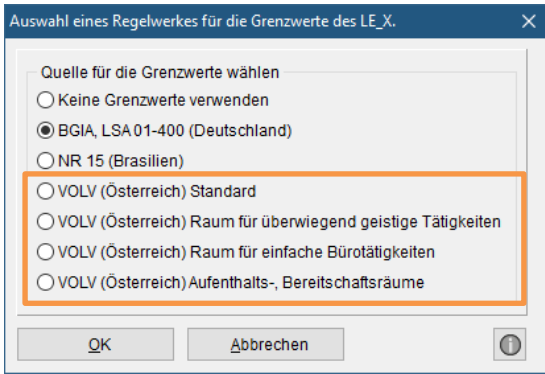 Auswahl eines Regelwerkes für die Grenzwerte des LE_X.
Quelle für die Grenzwerte wählen
Keine Grenzwerte verwenden
BGIA, LSA 01-400 (Deutschland)
NR 15 (Brasilien)
VOLV (Österreich) Standard
VOLV (Österreich) Raum für überwiegend geistige Tätigkeiten
VOLV (Österreich) Raum für einfache Bürotätigkeiten
VOLV (Österreich) Aufenthalts-, Bereitschaftsräume
OK Abbrechen